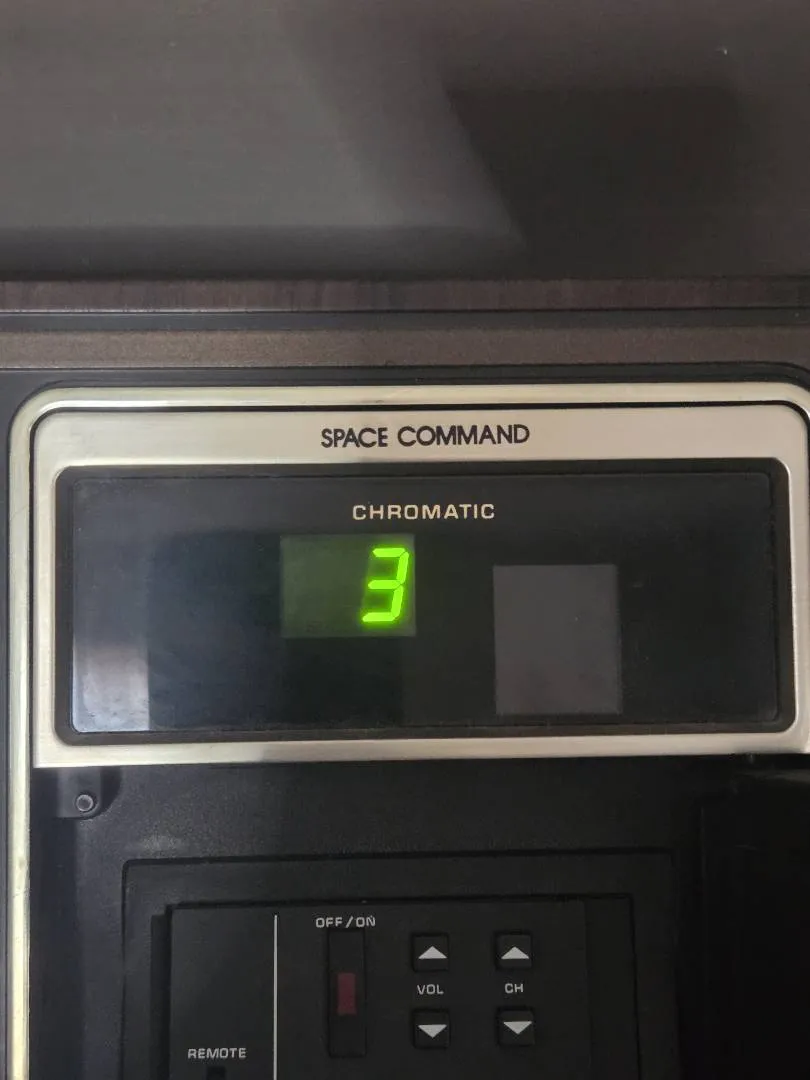 SPACE COMMAND
CHROMATIC
3
OFF/ON
VOL
CH
REMOTE